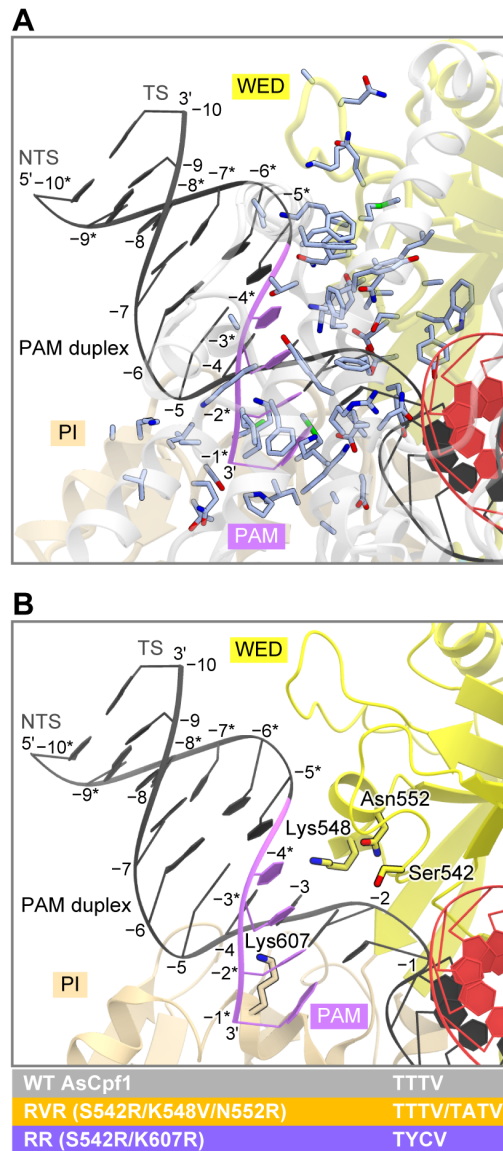 A
TS
3'
−10
WED
NTS
5'
−10*
−9
−8*
−7*
−6*
−5*
−9*
−8
−7
−4*
−3*
PAM duplex
−6
−4
−5
−2*
PI
−1*
3'
PAM
B
TS
3'
−10
WED
NTS
5'
−10*
−9
−8*
−7*
−6*
−5*
−9*
−8
Asn552
Lys548
−7
−4*
Ser542
−3*
−3
−2
PAM duplex
−6
Lys607
−4
−5
−2*
−1
PI
−1*
3'
PAM
WT AsCpf1 TTTV
RVR (S542R/K548V/N552R) TTTV/TATV
RR (S542R/K607R) TYCV